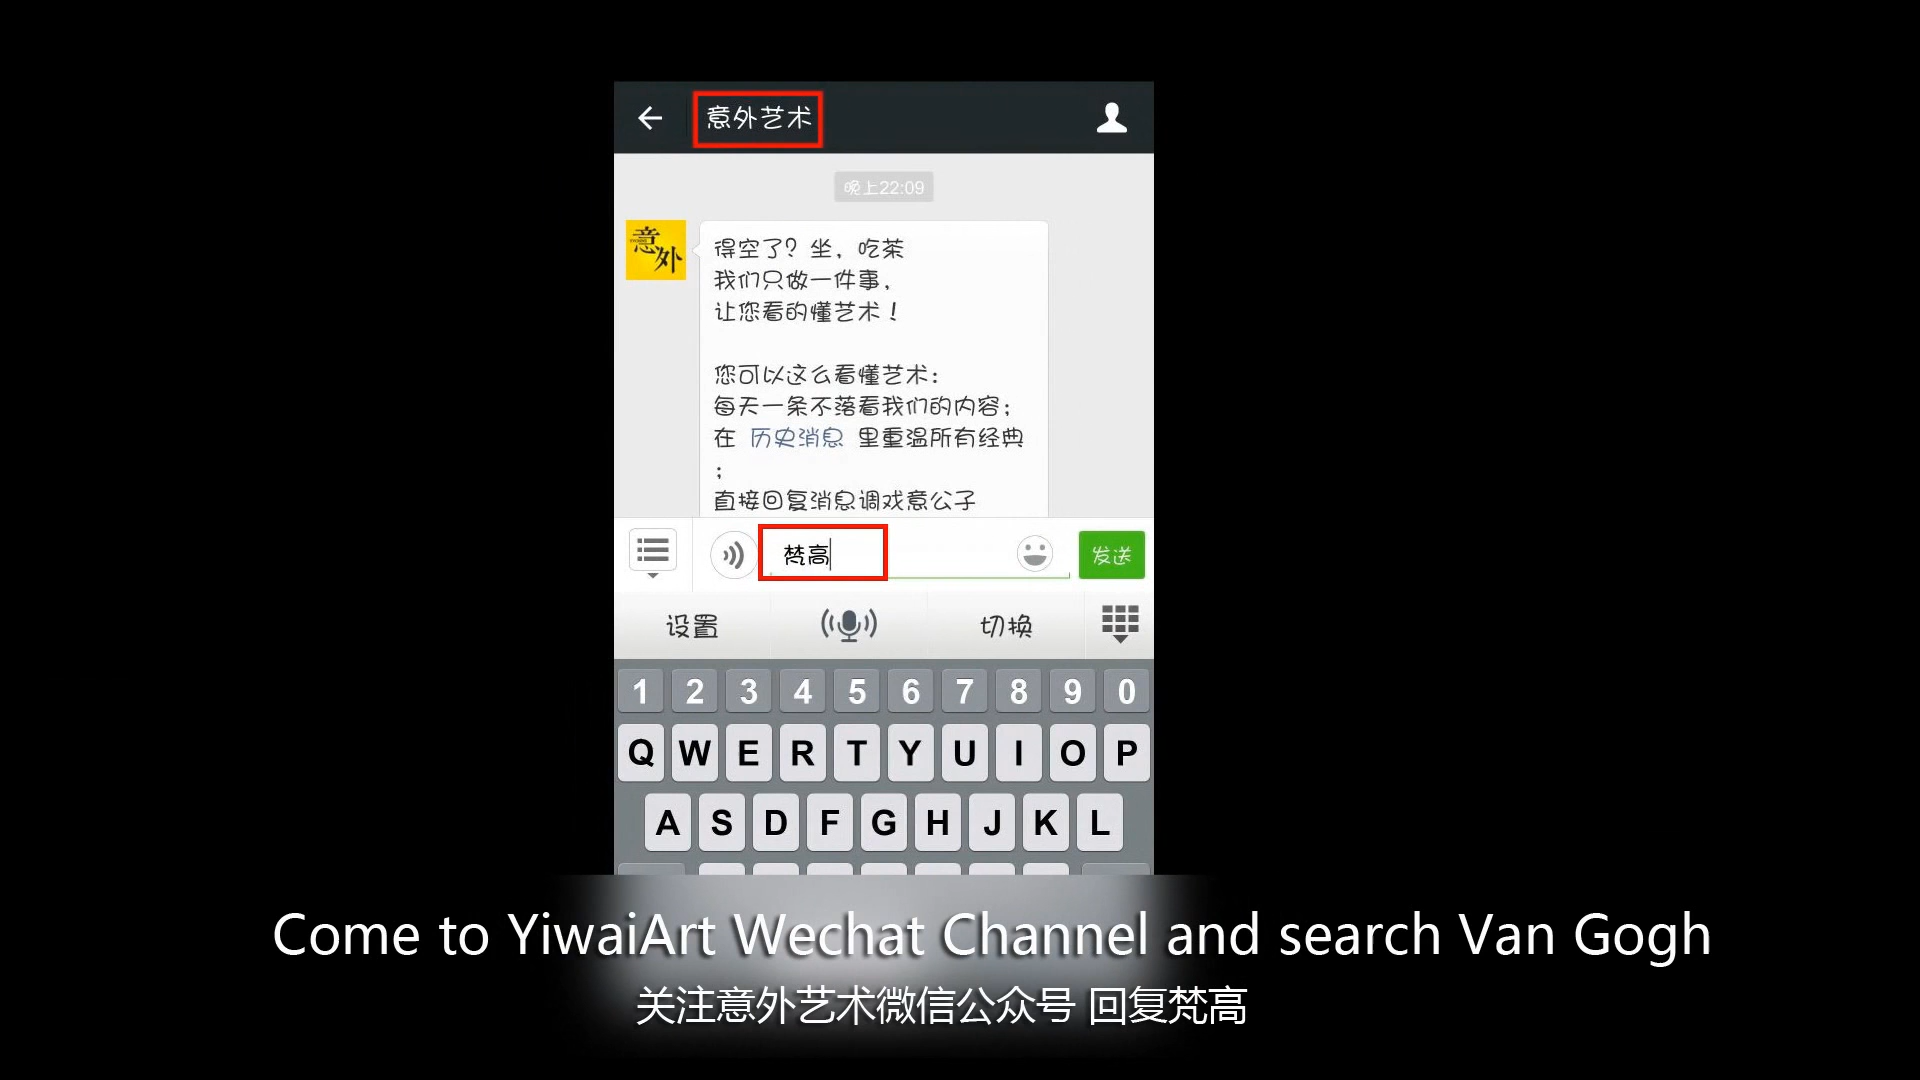 意外艺术
晚上22:09
意外
得空了？坐，吃茶
我们只做一件事，
让您看的懂艺术！
您可以这么看懂艺术：
每天一条不落看我们的内容；
在 历史消息 里重温所有经典
；
直接回复消息调戏意公子
梵高
发送
设置
切换
1 2 3 4 5 6 7 8 9 0
Q W E R T Y U I O P
A S D F G H J K L
Come to YiwaiArt Wechat Channel and search Van Gogh
关注意外艺术微信公众号 回复梵高